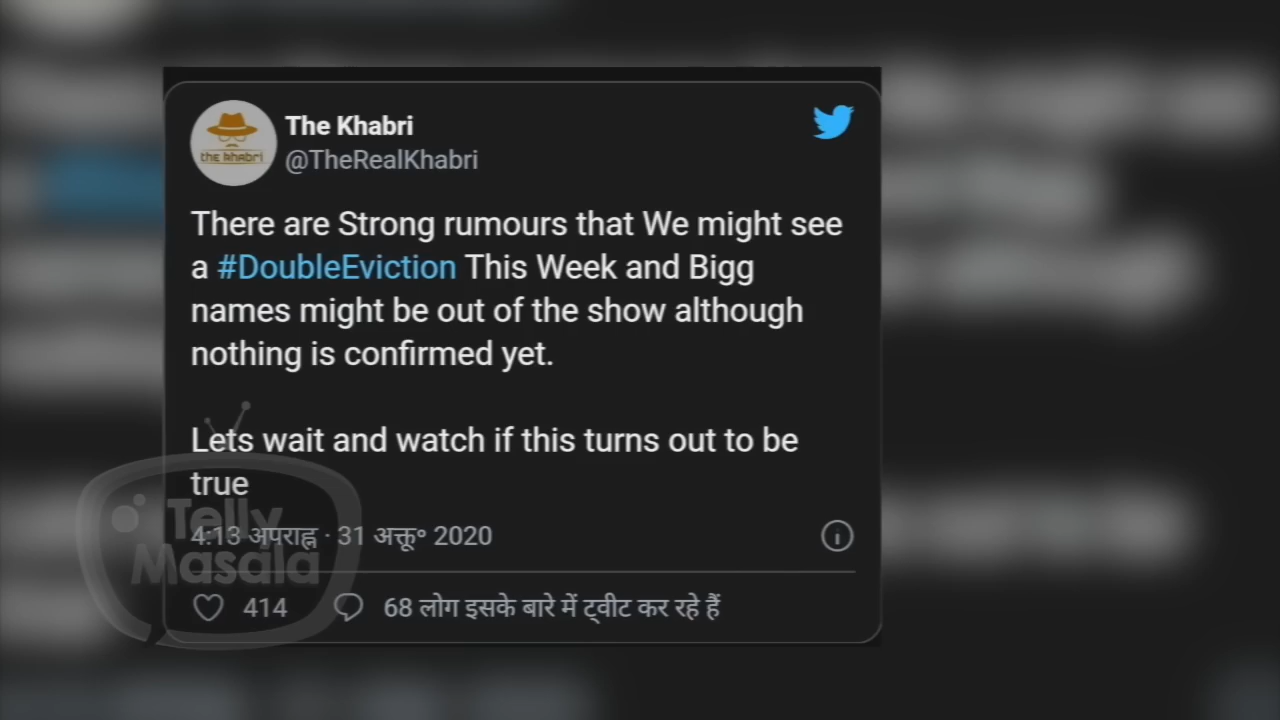 the khabri
The Khabri
@TheRealKhabri
There are Strong rumours that We might see
a #DoubleEviction This Week and Bigg
names might be out of the show although
nothing is confirmed yet.
Lets wait and watch if this turns out to be
true
4:13 अपराह्न · 31 अक्तू॰ 2020
414 68 लोग इसके बारे में ट्वीट कर रहे हैं
Telly
Masala